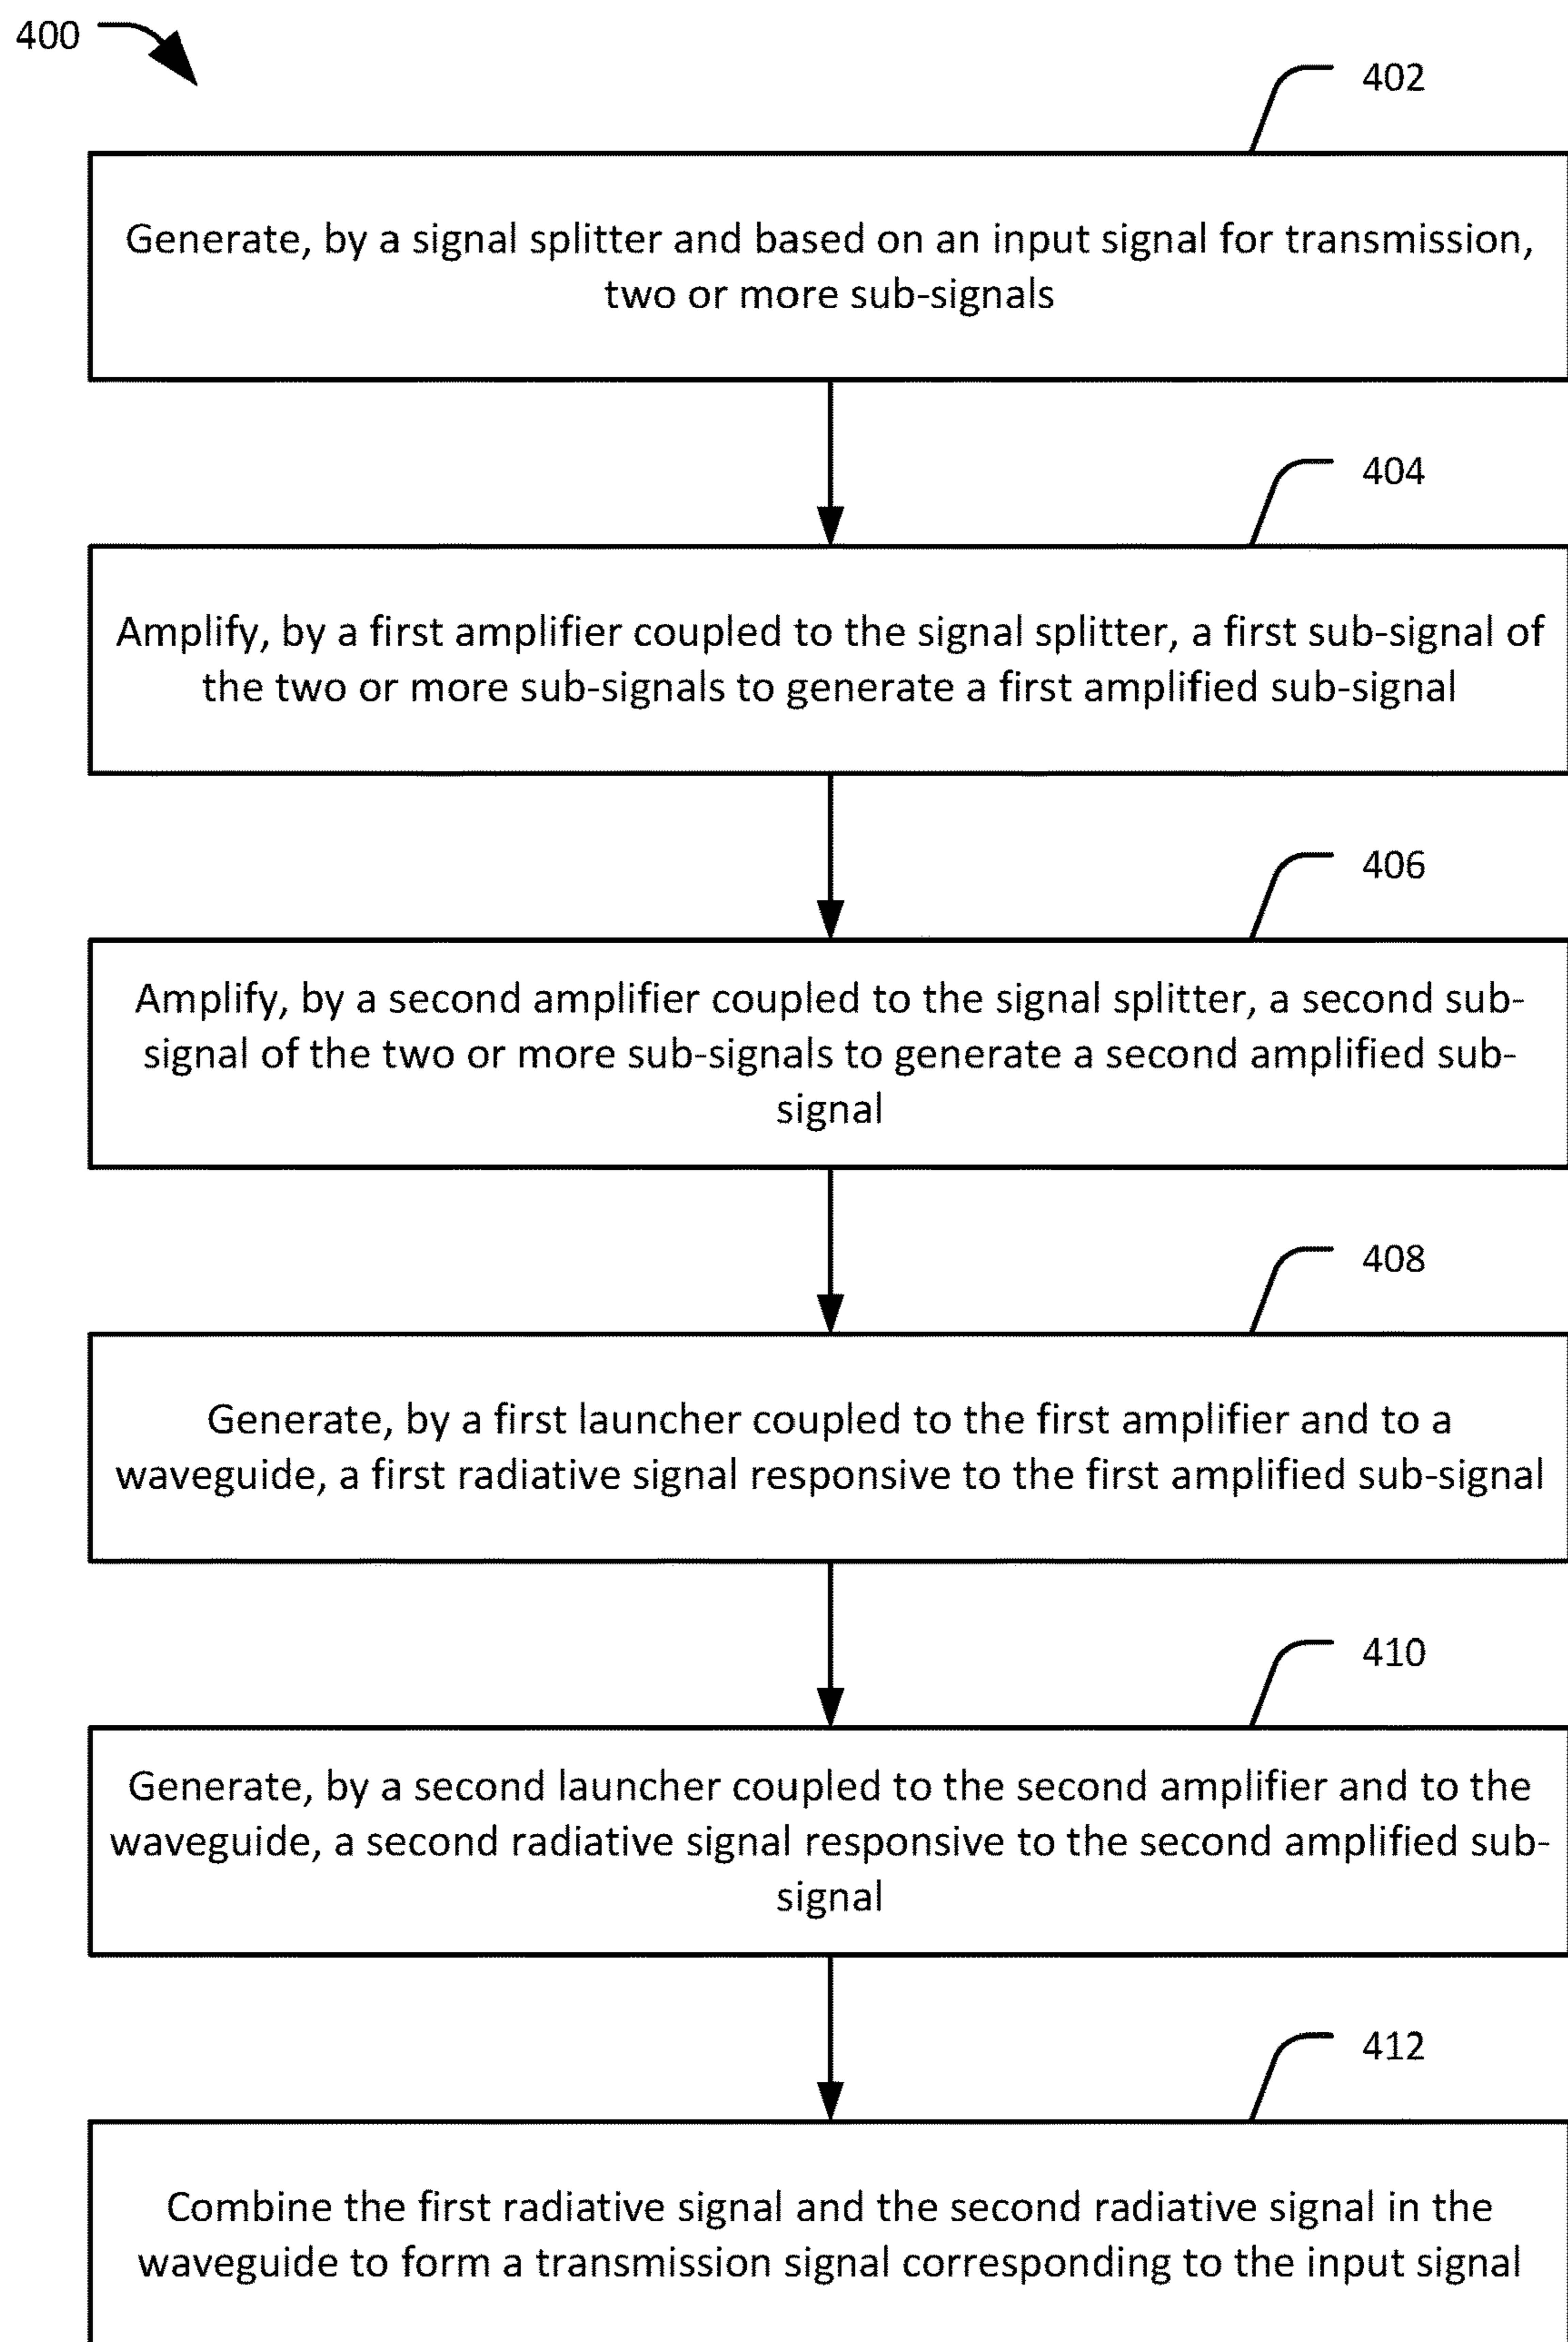 400
402
Generate, by a signal splitter and based on an input signal for transmission,
two or more sub-signals
404
Amplify, by a first amplifier coupled to the signal splitter, a first sub-signal of
the two or more sub-signals to generate a first amplified sub-signal
406
Amplify, by a second amplifier coupled to the signal splitter, a second sub-
signal of the two or more sub-signals to generate a second amplified sub-
signal
408
Generate, by a first launcher coupled to the first amplifier and to a
waveguide, a first radiative signal responsive to the first amplified sub-signal
410
Generate, by a second launcher coupled to the second amplifier and to the
waveguide, a second radiative signal responsive to the second amplified sub-
signal
412
Combine the first radiative signal and the second radiative signal in the
waveguide to form a transmission signal corresponding to the input signal